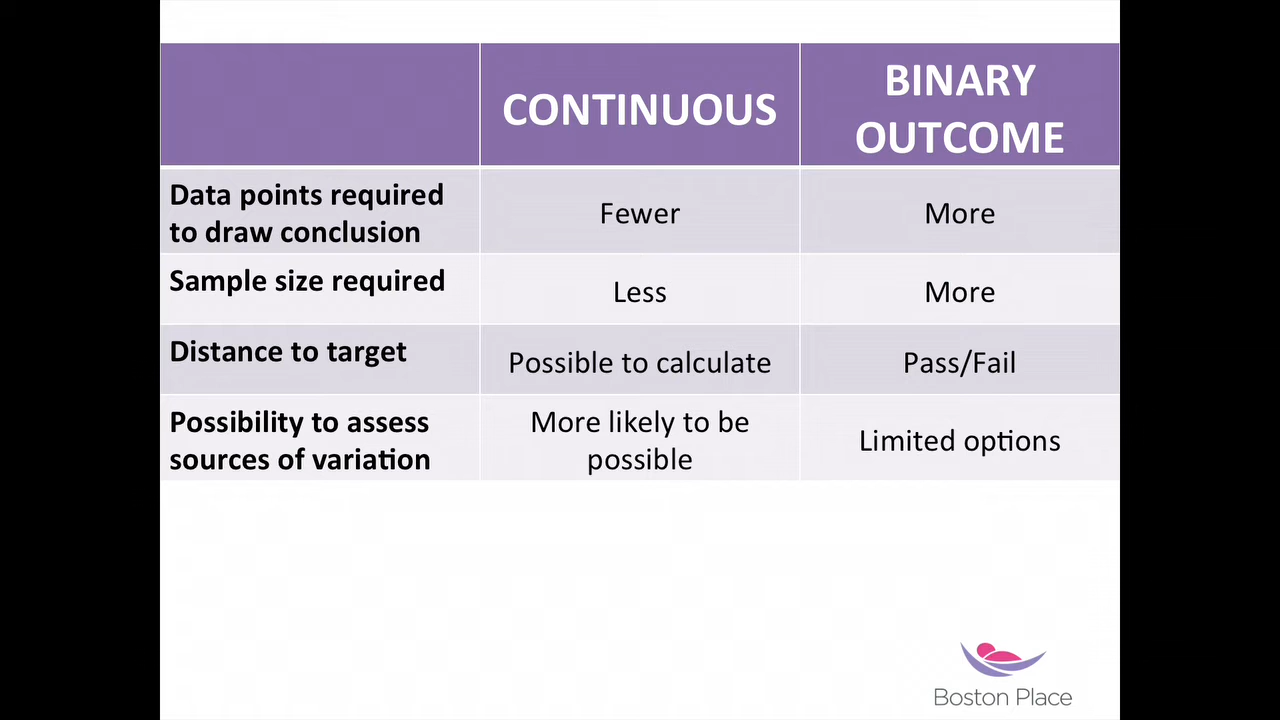 CONTINUOUS
BINARY
OUTCOME
Data points required
to draw conclusion
Fewer
More
Sample size required
Less
More
Distance to target
Possible to calculate
Pass/Fail
Possibility to assess
sources of variation
More likely to be
possible
Limited options
Boston Place